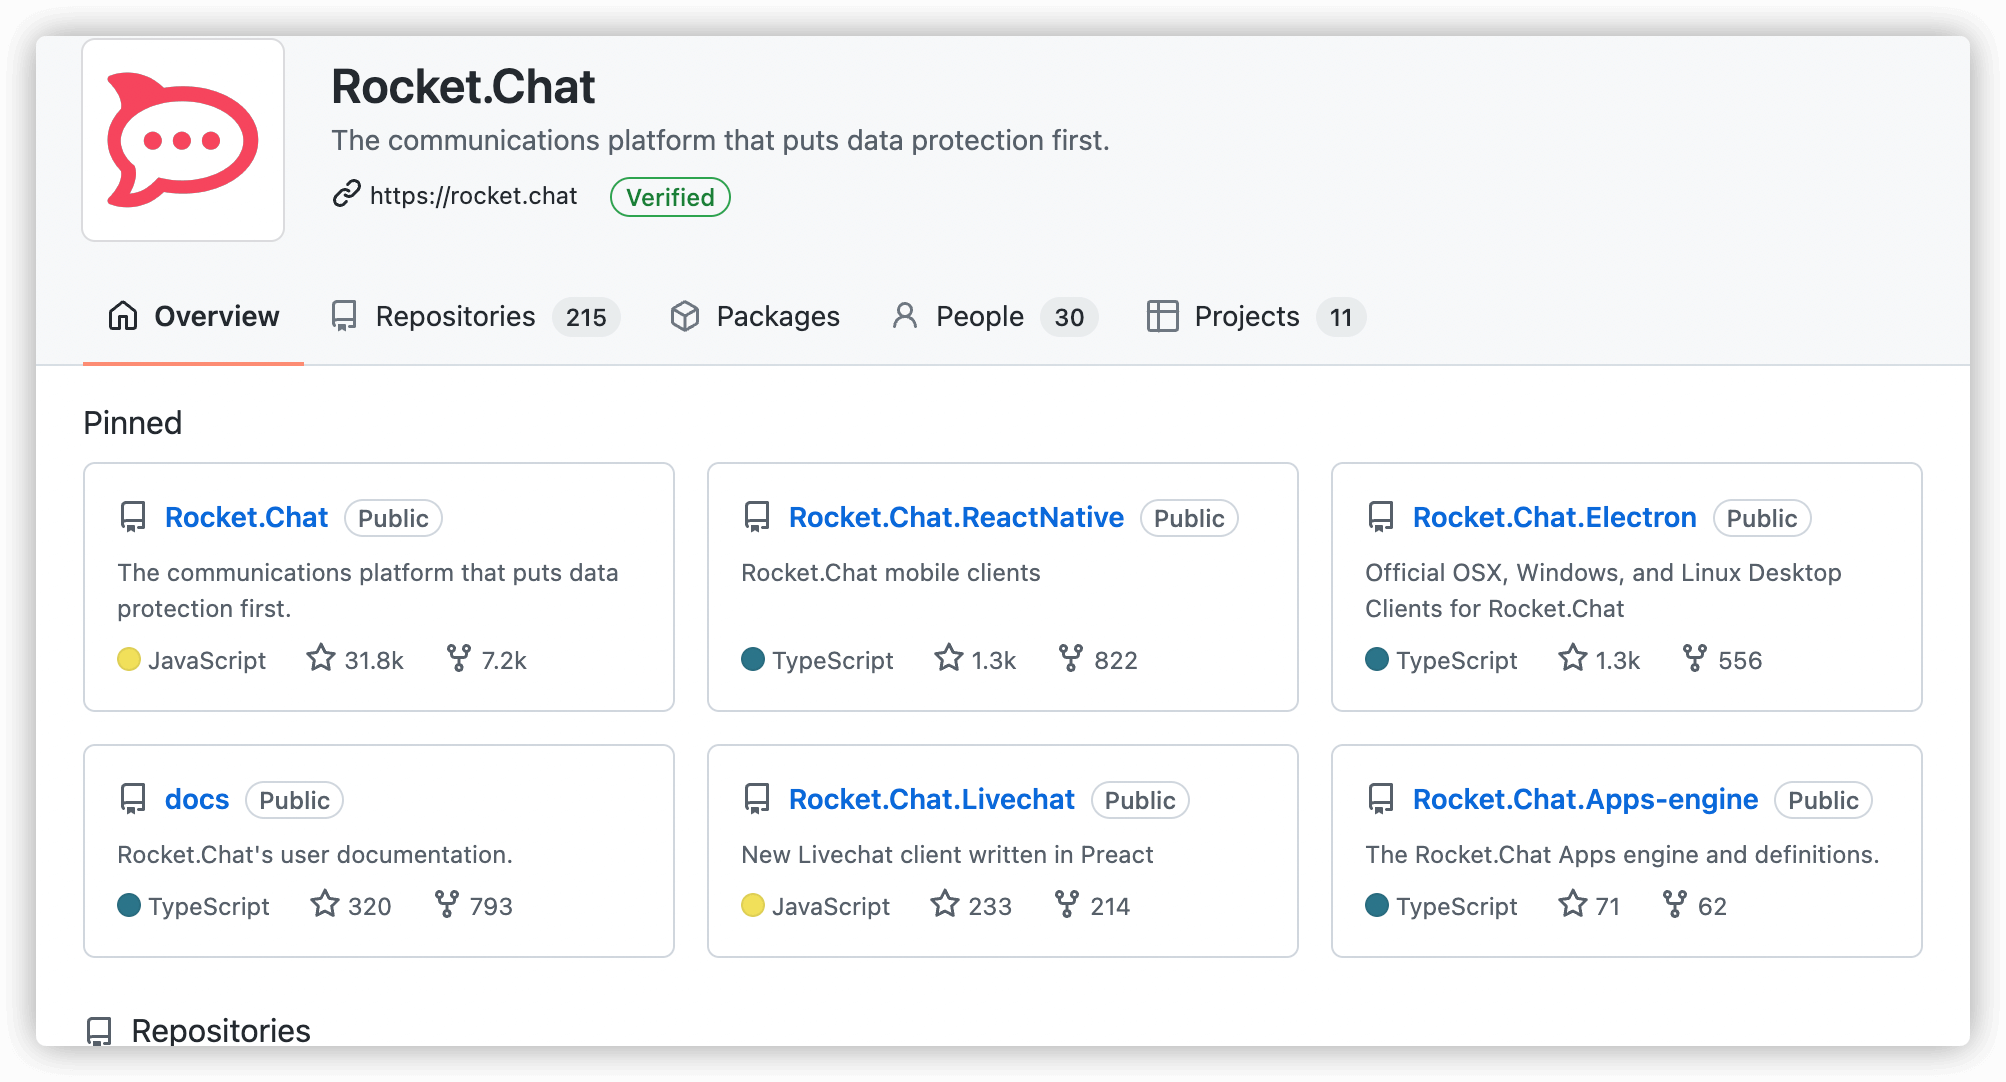 Rocket.Chat
The communications platform that puts data protection first.
https://rocket.chat Verified
Overview Repositories 215 Packages People 30 Projects 11
Pinned
Rocket.Chat Public
The communications platform that puts data
protection first.
JavaScript 31.8k 7.2k
Rocket.Chat.ReactNative Public
Rocket.Chat mobile clients
TypeScript 1.3k 822
Rocket.Chat.Electron Public
Official OSX, Windows, and Linux Desktop
Clients for Rocket.Chat
TypeScript 1.3k 556
docs Public
Rocket.Chat's user documentation.
TypeScript 320 793
Rocket.Chat.Livechat Public
New Livechat client written in Preact
JavaScript 233 214
Rocket.Chat.Apps-engine Public
The Rocket.Chat Apps engine and definitions.
TypeScript 71 62
Repositories